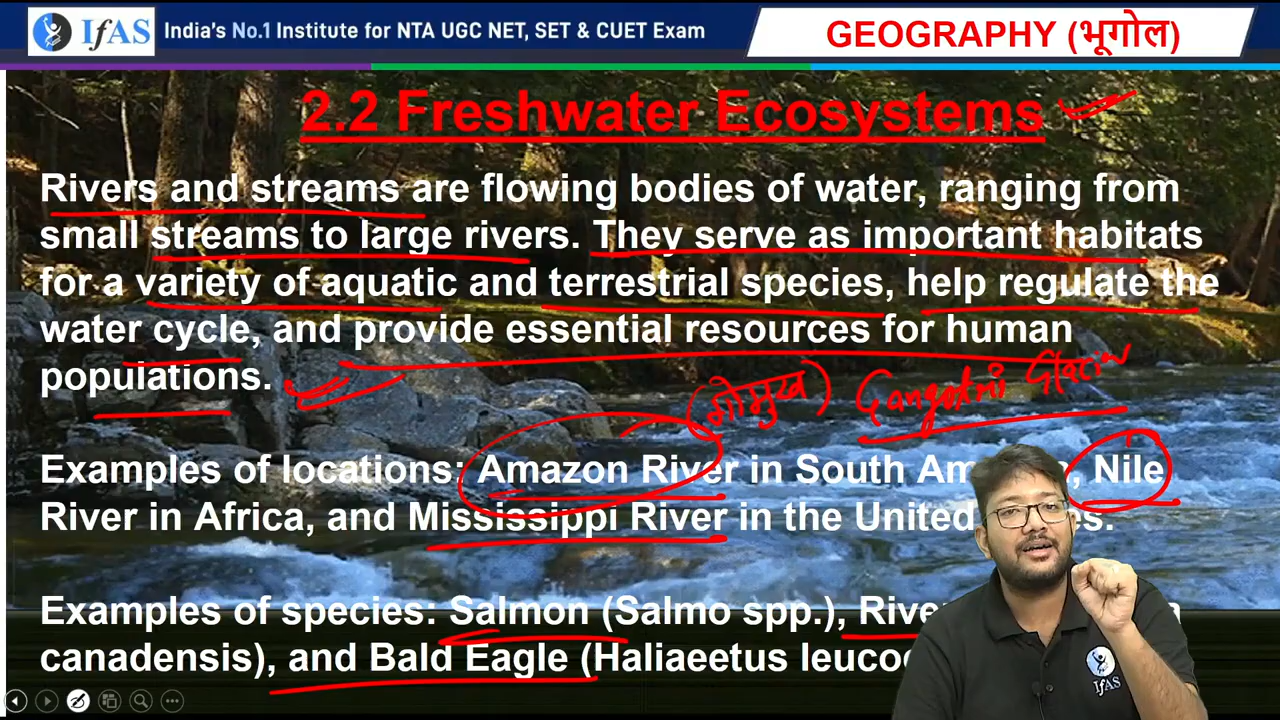 IfAS India's No.1 Institute for NTA UGC NET, SET & CUET Exam
GEOGRAPHY (भूगोल)
2.2 Freshwater Ecosystems
Rivers and streams are flowing bodies of water, ranging from
small streams to large rivers. They serve as important habitats
for a variety of aquatic and terrestrial species, help regulate the
water cycle, and provide essential resources for human
populations.
(गोमुख) Gangotri Glacier
Examples of locations: Amazon River in South Nile
River in Africa, and Mississippi River in the United
Examples of species: Salmon (Salmo spp.),
canadensis), and Bald Eagle (Haliaeetus
IfAS